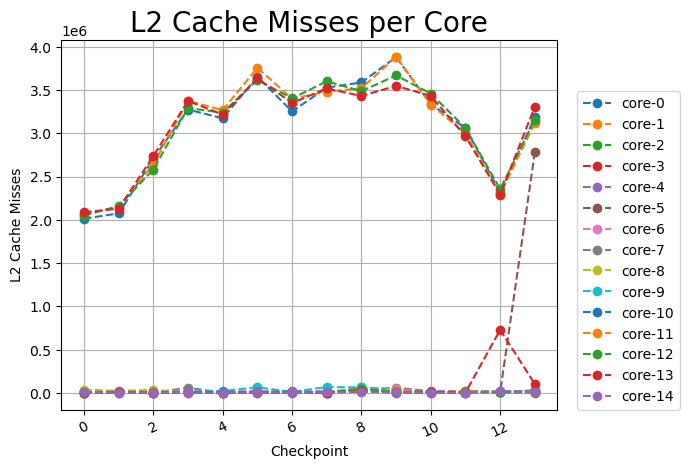 L2 Cache Misses per Core
1e6
4.0
3.5
3.0
2.5
2.0
1.5
1.0
0.5
0.0
L2 Cache Misses
0
2
4
6
8
10
12
Checkpoint
core-0
core-1
core-2
core-3
core-4
core-5
core-6
core-7
core-8
core-9
core-10
core-11
core-12
core-13
core-14